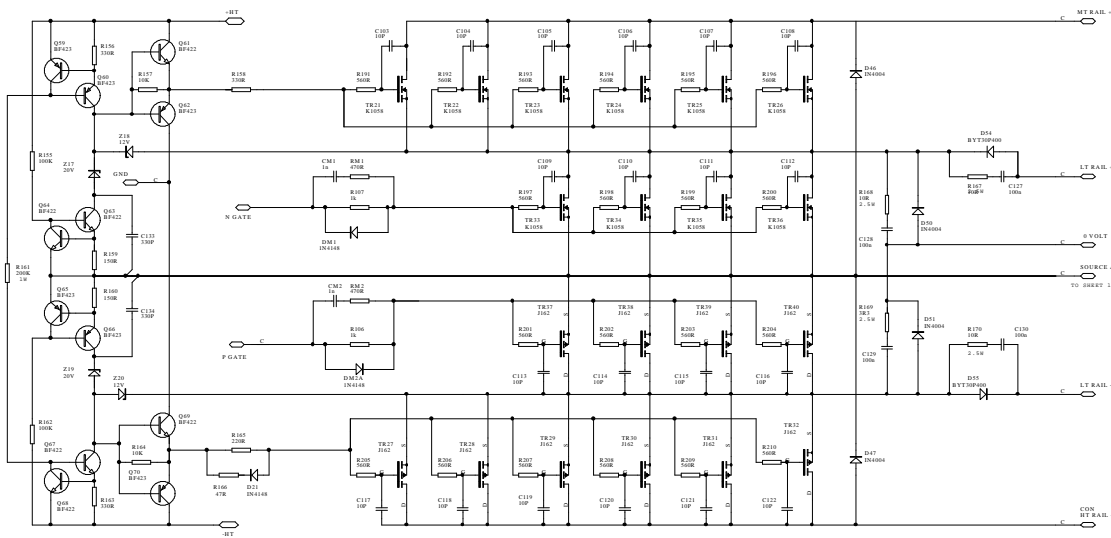 +HT
MT RAIL +
C
Q59
BF423
R156
330R
Q61
BF422
Q60
BF423
R157
10K
R158
330R
Q62
BF422
C103
10P
C104
10P
C105
10P
C106
10P
C107
10P
C108
10P
R191
560R
R192
560R
R193
560R
R194
560R
R195
560R
R196
560R
TR21
K1058
TR22
K1058
TR23
K1058
TR24
K1058
TR25
K1058
TR26
K1058
D46
IN4004
Z18
12V
R155
100K
Z17
20V
GND
C
D54
BYT30P400
LT RAIL
C
R167
C127
100n
CM1
1n
RM1
470R
R107
1k
C109
10P
C110
10P
C111
10P
C112
10P
R197
560R
R198
560R
R199
560R
R200
560R
TR33
K1058
TR34
K1058
TR35
K1058
TR36
K1058
N GATE
DM1
1N4148
R168
10R
2.5W
D50
IN4004
C128
100n
0 VOLT
C
Q64
BF422
Q63
BF422
C133
330P
R159
150R
R161
200K
1W
SOURCE
C
TO SHEET 2
Q65
BF423
R160
150R
C134
330P
Q66
BF423
CM2
1n
RM2
470R
R106
1k
P GATE
C
DM2A
1N4148
TR37
J162
TR38
J162
TR39
J162
TR40
J162
R201
560R
R202
560R
R203
560R
R204
560R
G
G
G
G
S
S
S
S
D
D
D
D
C113
10P
C114
10P
C115
10P
C116
10P
R169
3R3
2.5W
D51
IN4004
C129
100n
R170
10R
2.5W
C130
100n
D55
BYT30P400
LT RAIL
C
Z19
20V
Z20
12V
R162
100K
Q69
BF422
R165
220R
Q67
BF422
R164
10K
Q70
BF423
R166
47R
D21
IN4148
Q68
BF422
R163
330R
TR27
J162
TR28
J162
TR29
J162
TR30
J162
TR31
J162
TR32
J162
R205
560R
R206
560R
R207
560R
R208
560R
R209
560R
R210
560R
G
G
G
G
G
G
S
S
S
S
S
S
D
D
D
D
D
D
C117
10P
C118
10P
C119
10P
C120
10P
C121
10P
C122
10P
D47
IN4004
-HT
CON
HT RAIL
C